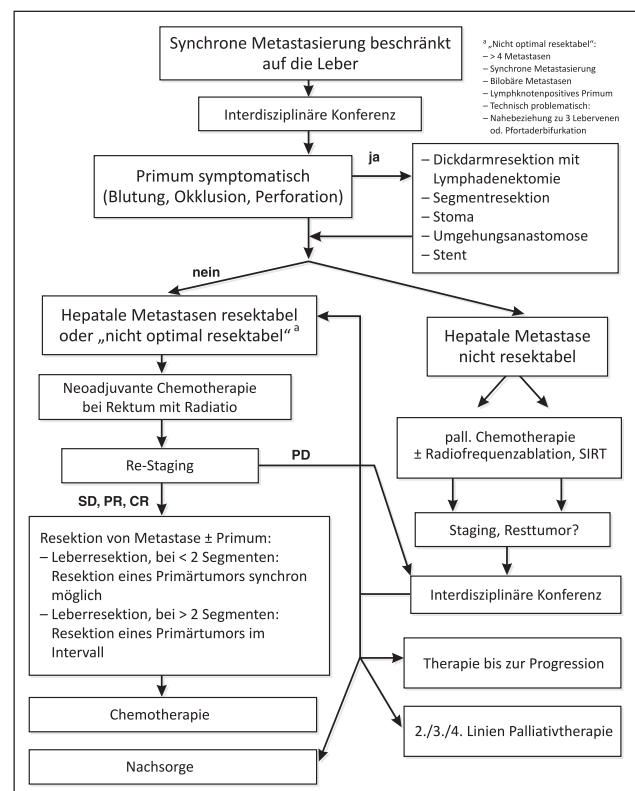 Synchrone Metastasierung beschränkt
auf die Leber
a „Nicht optimal resektabel“:
– > 4 Metastasen
– Synchrone Metastasierung
– Bilobäre Metastasen
– Lymphknotenpositives Primum
– Technisch problematisch:
– Nahebeziehung zu 3 Lebervenen
od. Pfortaderbifurkation
Interdisziplinäre Konferenz
Primum symptomatisch
(Blutung, Okklusion, Perforation)
ja
– Dickdarmresektion mit
Lymphadenektomie
– Segmentresektion
– Stoma
– Umgehungsanastomose
– Stent
nein
Hepatale Metastasen resektabel
oder „nicht optimal resektabel“ a
Hepatale Metastase
nicht resektabel
Neoadjuvante Chemotherapie
bei Rektum mit Radiatio
pall. Chemotherapie
± Radiofrequenzablation, SIRT
Re-Staging
PD
SD, PR, CR
Staging, Resttumor?
Resektion von Metastase ± Primum:
– Leberresektion, bei < 2 Segmenten:
Resektion eines Primärtumors synchron
möglich
– Leberresektion, bei > 2 Segmenten:
Resektion eines Primärtumors im
Intervall
Interdisziplinäre Konferenz
Therapie bis zur Progression
Chemotherapie
2./3./4. Linien Palliativtherapie
Nachsorge